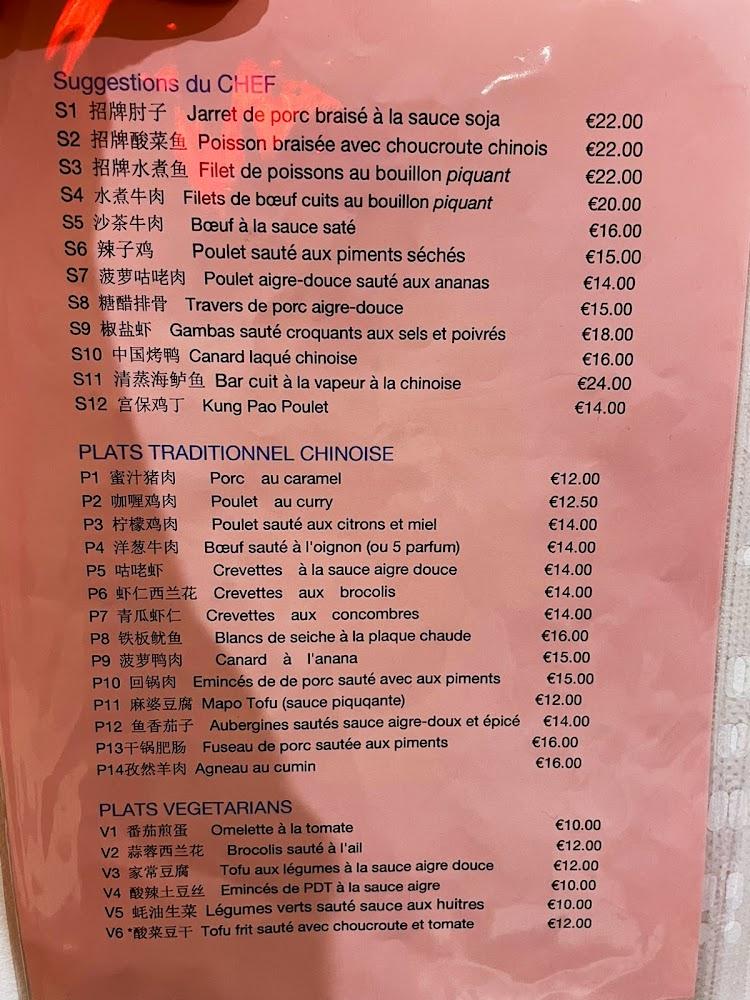 Suggestions du CHEF
S1 招牌肘子 Jarret de porc braisé à la sauce soja €22.00
S2 招牌酸菜鱼 Poisson braisée avec choucroute chinois €22.00
S3 招牌水煮鱼 Filet de poissons au bouillon piquant €22.00
S4 水煮牛肉 Filets de bœuf cuits au bouillon piquant €20.00
S5 沙茶牛肉 Bœuf à la sauce saté €16.00
S6 辣子鸡 Poulet sauté aux piments séchés €15.00
S7 菠萝咕咾肉 Poulet aigre-douce sauté aux ananas €14.00
S8 糖醋排骨 Travers de porc aigre-douce €15.00
S9 椒盐虾 Gambas sauté croquants aux sels et poivrés €18.00
S10 中国烤鸭 Canard laqué chinoise €16.00
S11 清蒸海鲈鱼 Bar cuit à la vapeur à la chinoise €24.00
S12 宫保鸡丁 Kung Pao Poulet €14.00
PLATS TRADITIONNEL CHINOISE
P1 蜜汁猪肉 Porc au caramel €12.00
P2 咖喱鸡肉 Poulet au curry €12.50
P3 柠檬鸡肉 Poulet sauté aux citrons et miel €14.00
P4 洋葱牛肉 Bœuf sauté à l'oignon (ou 5 parfum) €14.00
P5 咕咾虾 Crevettes à la sauce aigre douce €14.00
P6 虾仁西兰花 Crevettes aux brocolis €14.00
P7 青瓜虾仁 Crevettes aux concombres €14.00
P8 铁板鱿鱼 Blancs de seiche à la plaque chaude €16.00
P9 菠萝鸭肉 Canard à l'anana €15.00
P10 回锅肉 Emincés de de porc sauté avec aux piments €15.00
P11 麻婆豆腐 Mapo Tofu (sauce piquqante) €12.00
P12 鱼香茄子 Aubergines sautés sauce aigre-doux et épicé €14.00
P13干锅肥肠 Fuseau de porc sautée aux piments €16.00
P14孜然羊肉 Agneau au cumin €16.00
PLATS VEGETARIANS
V1 番茄煎蛋 Omelette à la tomate €10.00
V2 蒜蓉西兰花 Brocolis sauté à l'ail €12.00
V3 家常豆腐 Tofu aux légumes à la sauce aigre douce €12.00
V4 酸辣土豆丝 Emincés de PDT à la sauce aigre €10.00
V5 蚝油生菜 Légumes verts sauté sauce aux huitres €10.00
V6 *酸菜豆干 Tofu frit sauté avec choucroute et tomate €12.00